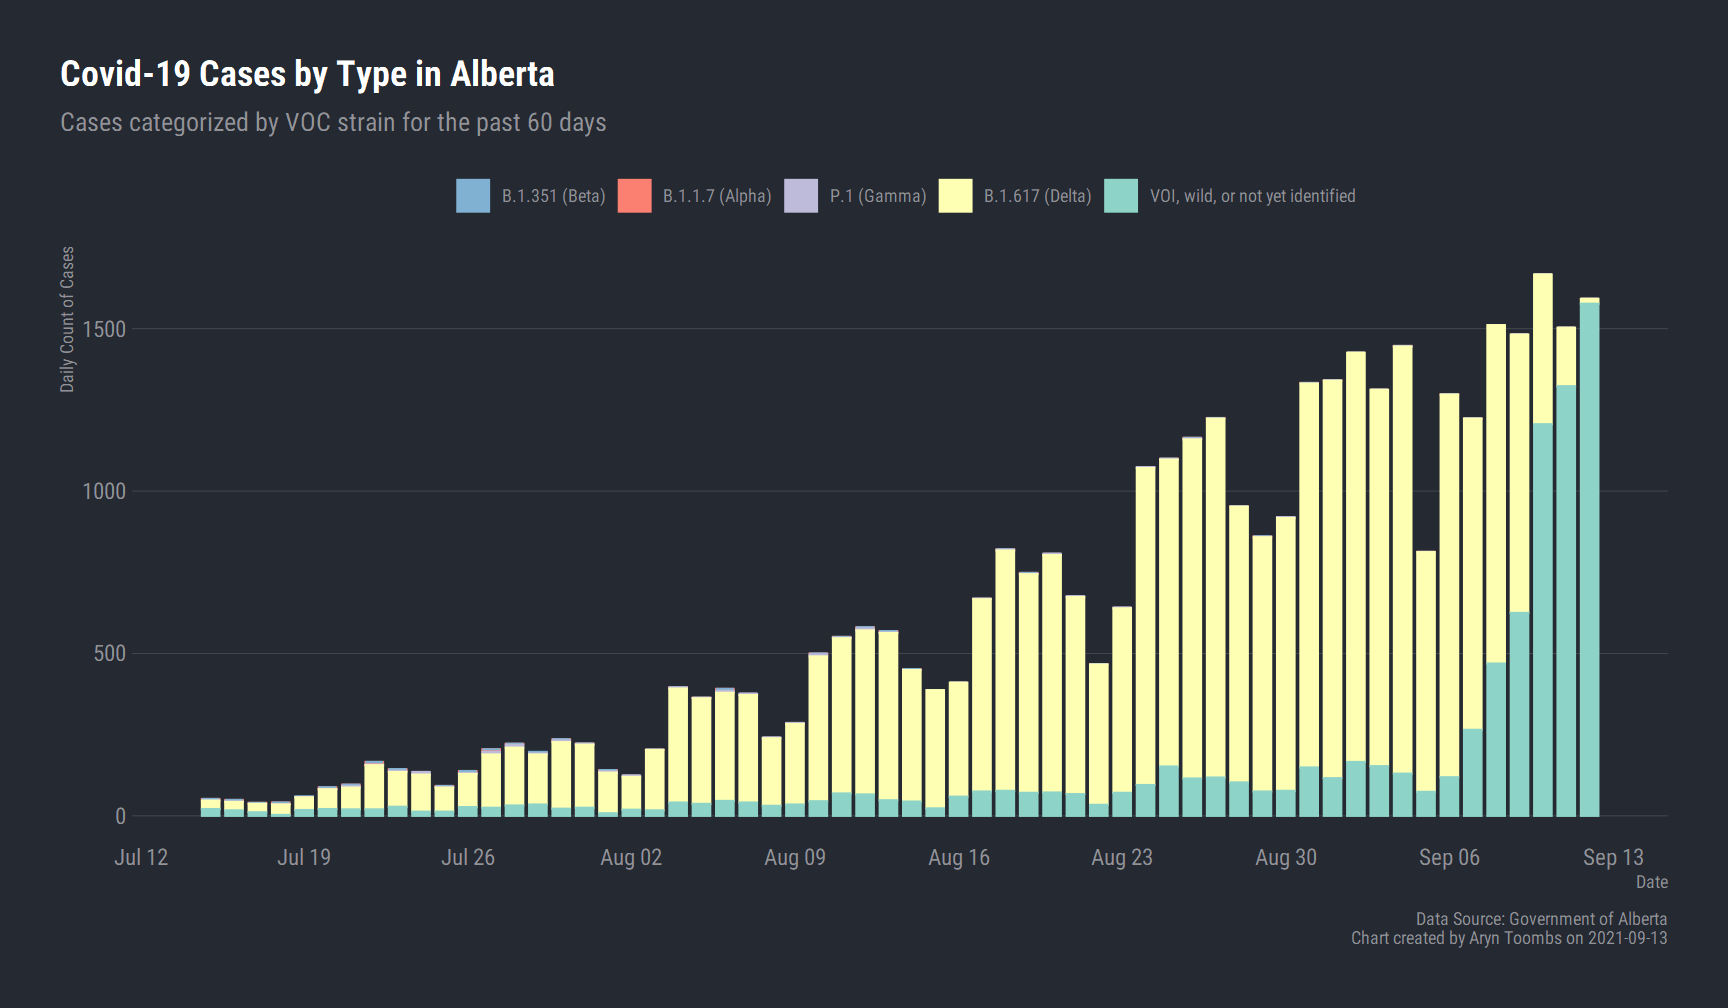 Covid-19 Cases by Type in Alberta
Cases categorized by VOC strain for the past 60 days
B.1.351 (Beta)
B.1.1.7 (Alpha)
P.1 (Gamma)
B.1.617 (Delta)
VOI, wild, or not yet identified
Daily Count of Cases
1500
1000
500
0
Jul 12
Jul 19
Jul 26
Aug 02
Aug 09
Aug 16
Aug 23
Aug 30
Sep 06
Sep 13
Date
Data Source: Government of Alberta
Chart created by Aryn Toombs on 2021-09-13